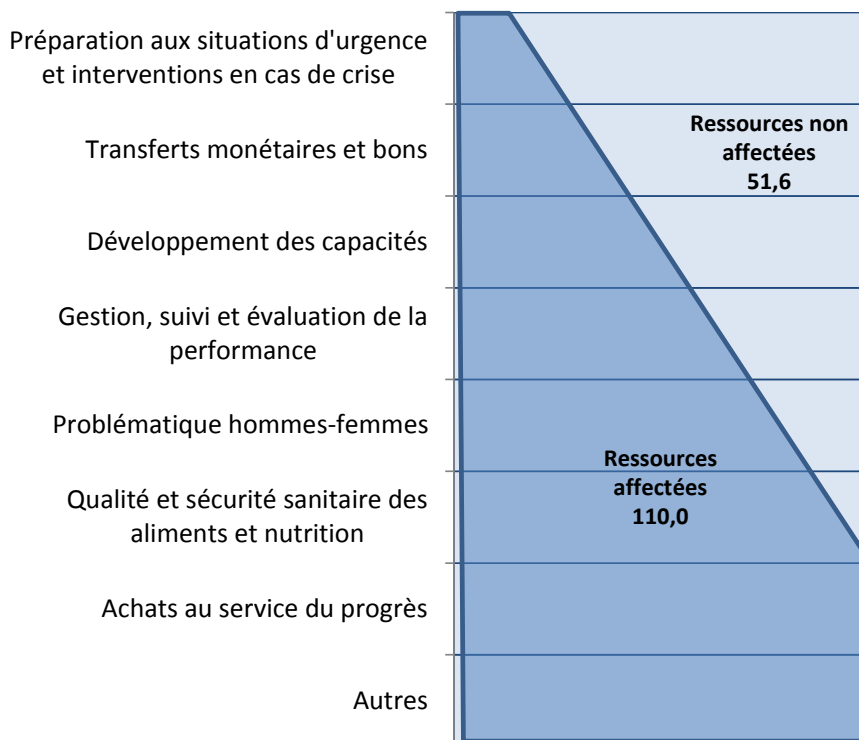 Préparation aux situations d'urgence
et interventions en cas de crise
Ressources non
affectées
51,6
Transferts monétaires et bons
Développement des capacités
Gestion, suivi et évaluation de la
performance
Problématique hommes-femmes
Ressources
affectées
110,0
Qualité et sécurité sanitaire des
aliments et nutrition
Achats au service du progrès
Autres